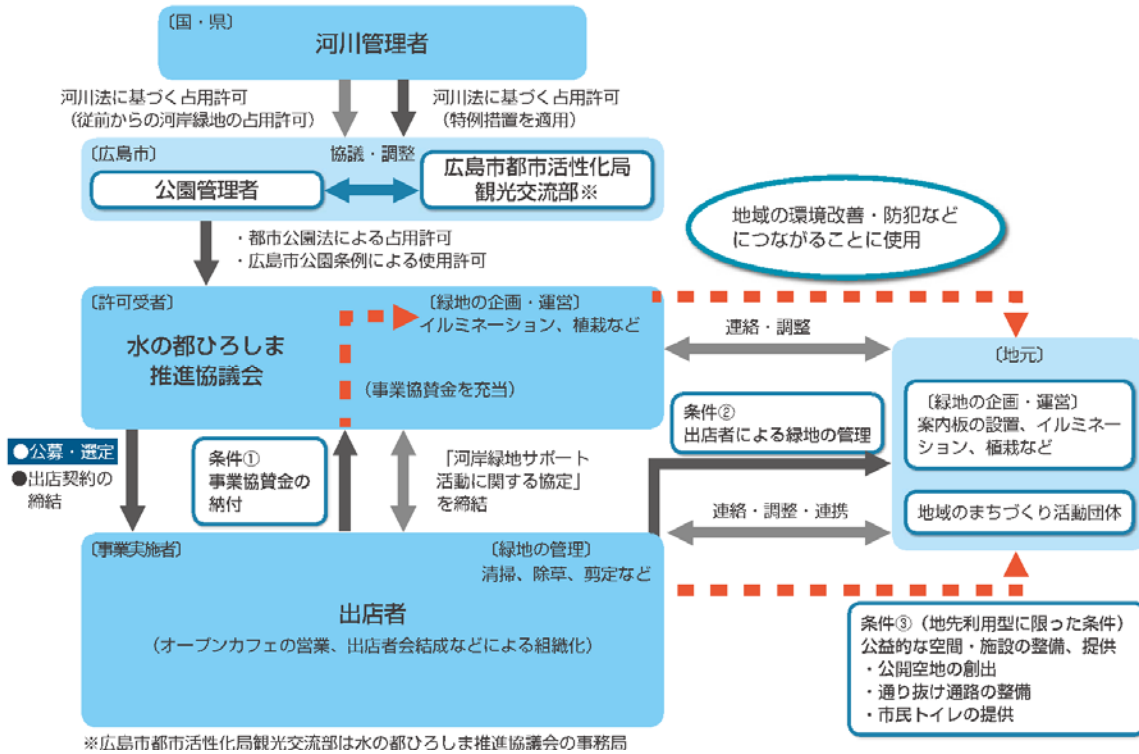 〔国・県〕
河川管理者
河川法に基づく占用許可
（従前からの河岸緑地の占用許可）
河川法に基づく占用許可
（特例措置を適用）
〔広島市〕
協議・調整
公園管理者
広島市都市活性化局
観光交流部※
・都市公園法による占用許可
・広島市公園条例による使用許可
地域の環境改善・防犯など
につながることに使用
〔許可受者〕
水の都ひろしま
推進協議会
〔緑地の企画・運営〕
イルミネーション、植栽など
（事業協賛金を充当）
連絡・調整
〔地元〕
〔緑地の企画・運営〕
案内板の設置、イルミネー
ション、植栽など
地域のまちづくり活動団休
条件②
出店者による緑地の管理
●公募・選定
●出店契約の
締結
条件①
事業協賛金の
納付
「河岸緑地サポート
活動に関する協定」
を締結
連絡・調整・連携
〔事業実施者〕
〔緑地の管理〕
清掃、除草、剪定など
出店者
（オープンカフェの営業、出店者会結成などによる組織化）
条件③（地先利用型に限った条件）
公益的な空間・施設の整備、提供
・公開空地の創出
・通り抜け通路の整備
・市民トイレの提供
※広島市都市活性化局観光交流部は水の都ひろしま推進協議会の事務局